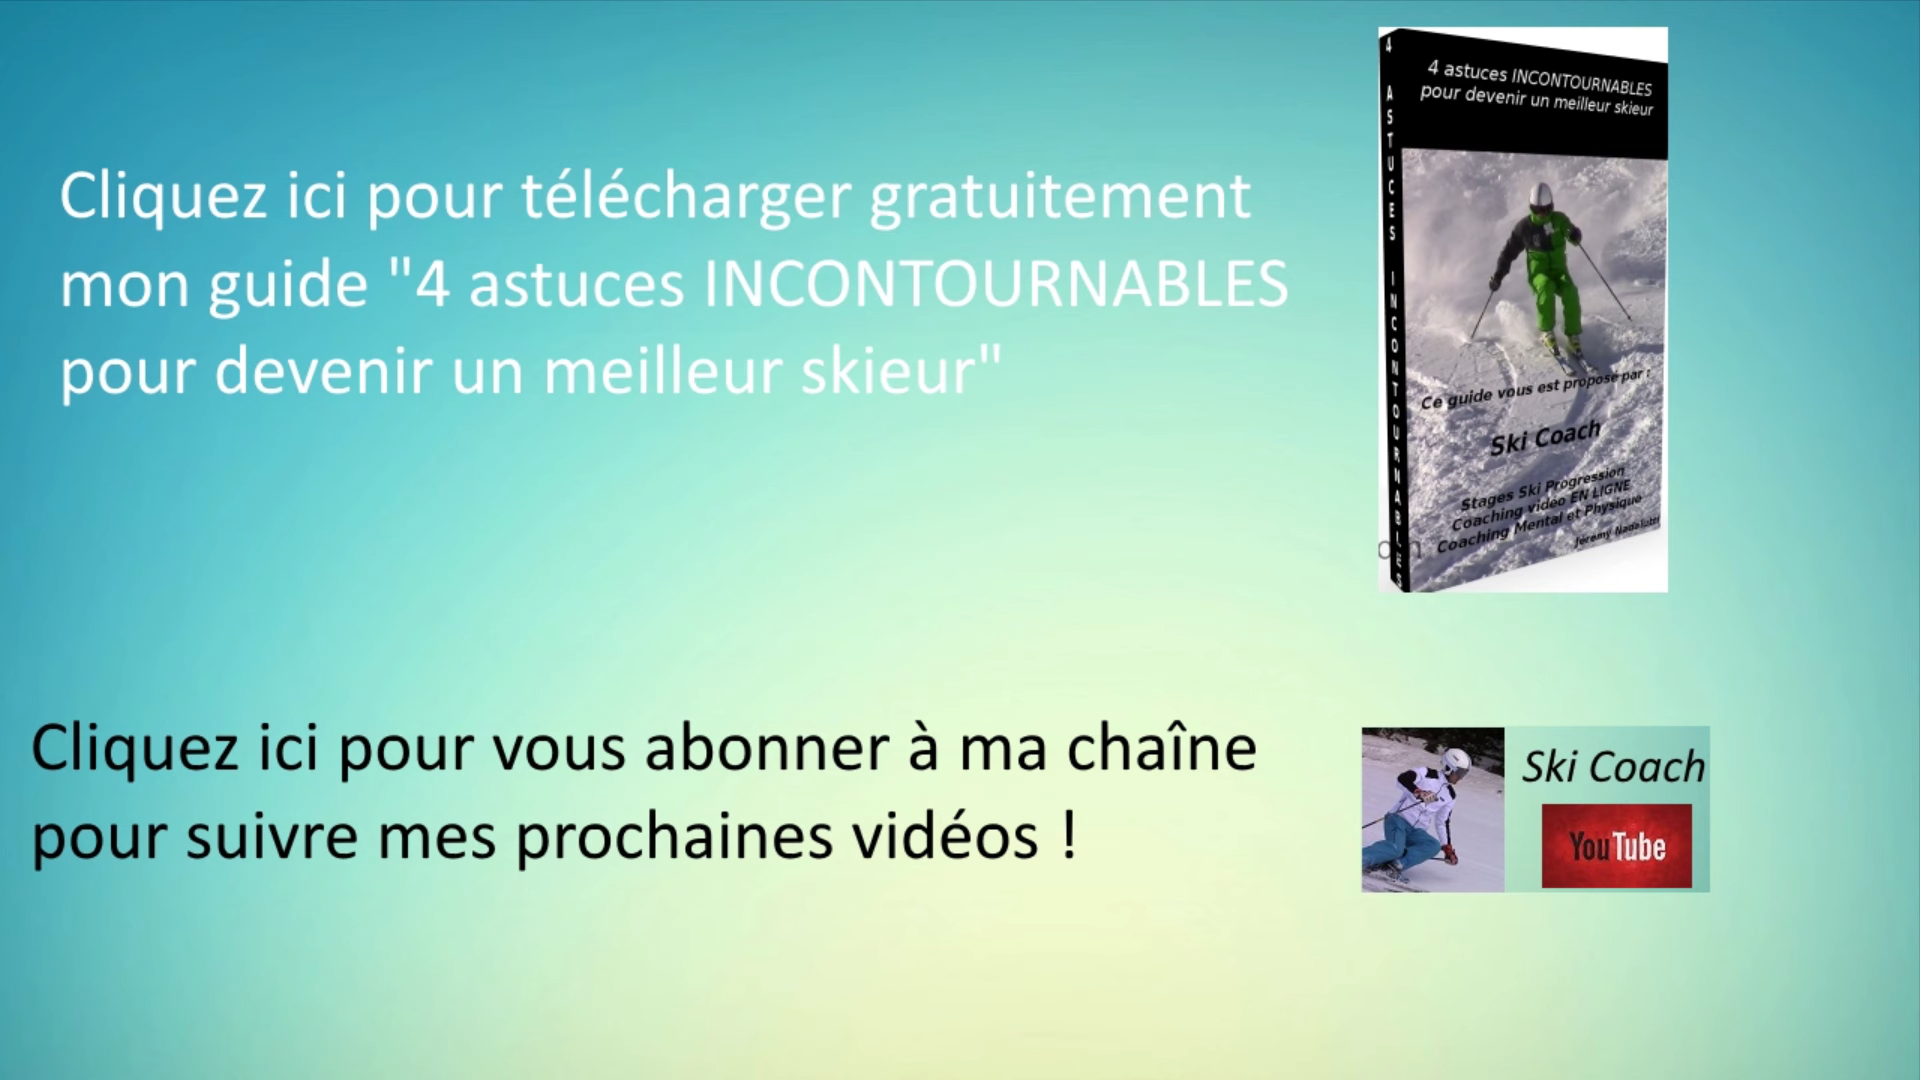 Cliquez ici pour télécharger gratuitement
mon guide "4 astuces INCONTOURNABLES
pour devenir un meilleur skieur"
4 ASTUCES INCONTOURNABLES
4 astuces INCONTOURNABLES
pour devenir un meilleur skieur
Ce guide vous est proposé par :
Ski Coach
Stages Ski Progression
Coaching vidéo EN LIGNE
Coaching Mental et Physique
Jérémy Nadalutti
Cliquez ici pour vous abonner à ma chaîne
pour suivre mes prochaines vidéos !
Ski Coach
YouTube